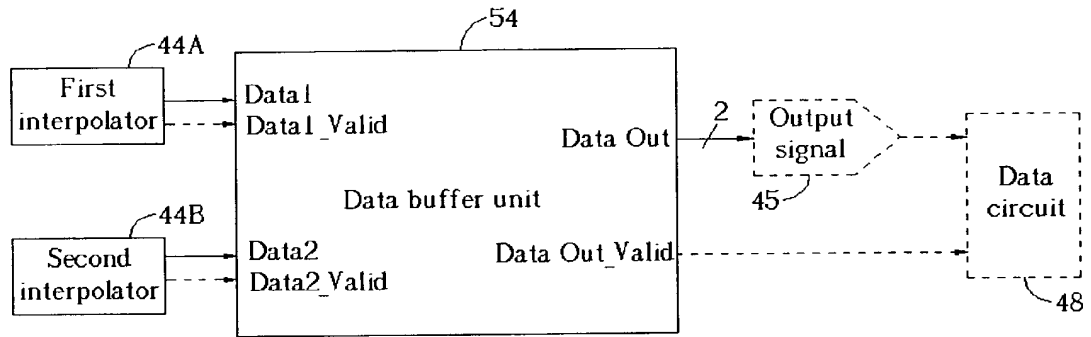 54
44A
First
interpolator
Data1
Data1_Valid
2
Data Out
Output
signal
45
Data buffer unit
Data
circuit
44B
Second
interpolator
Data2
Data2_Valid
Data Out_Valid
48